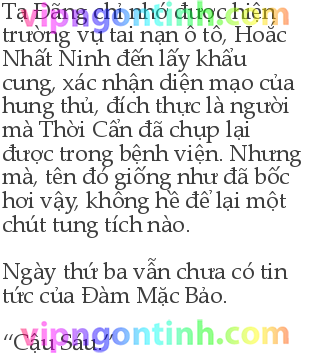 Tạ Đãng chỉ nhớ được hiện
trường vụ tai nạn ô tô, Hoắc
Nhất Ninh đến lấy khẩu
cung, xác nhận diện mạo của
hung thủ, đích thực là người
mà Thời Cẩn đã chụp lại
được trong bệnh viện. Nhưng
mà, tên đó giống như đã bốc
hơi vậy, không hề để lại một
chút tung tích nào.

Ngày thứ ba vẫn chưa có tin
tức của Đàm Mặc Bảo.

“Cậu Sáu.”
vipngontinh.com
vipngontinh.com